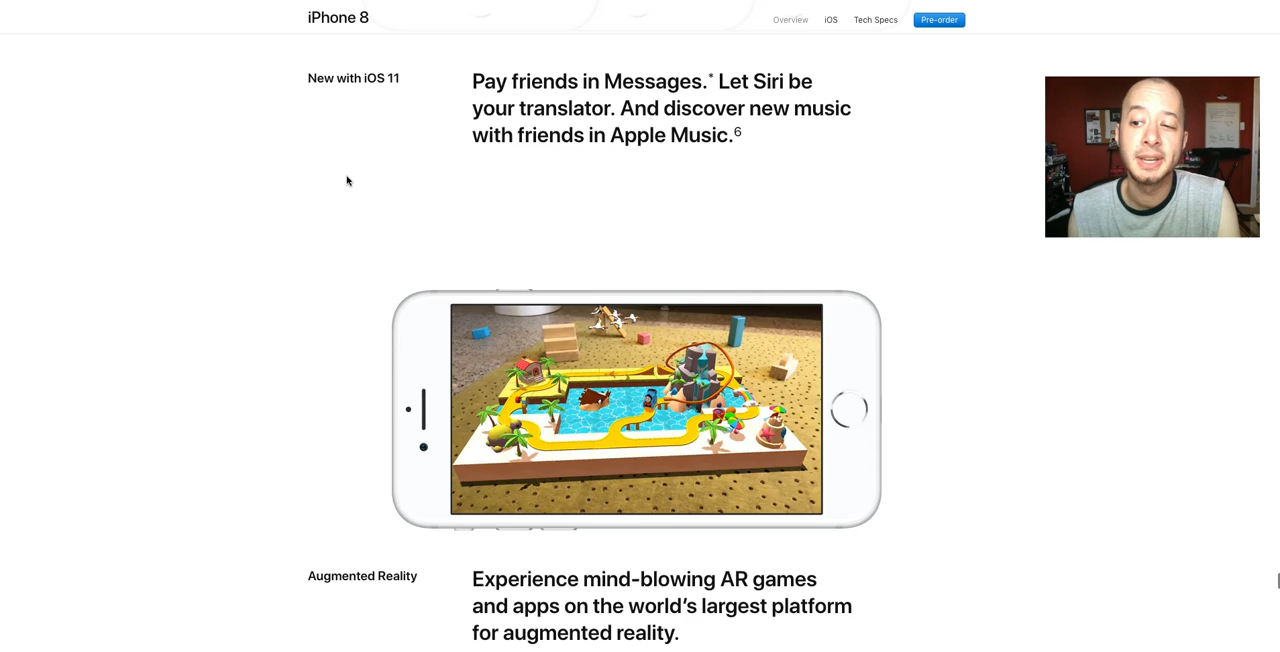 iPhone 8
Overview iOS Tech Specs Pre-order
New with iOS 11
Pay friends in Messages.* Let Siri be
your translator. And discover new music
with friends in Apple Music.6
Augmented Reality
Experience mind-blowing AR games
and apps on the world’s largest platform
for augmented reality.